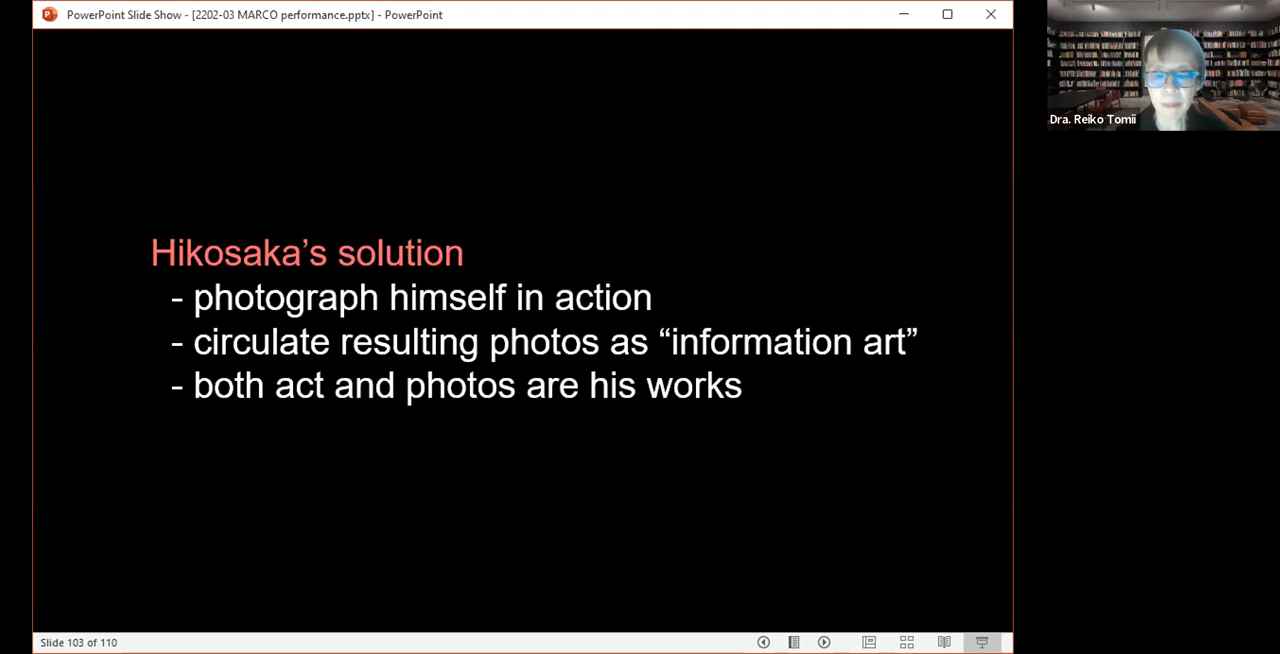 PowerPoint Slide Show - [2202-03 MARCO performance.pptx] - PowerPoint
Dra. Reiko Tomii
Hikosaka’s solution
- photograph himself in action
- circulate resulting photos as “information art”
- both act and photos are his works
Slide 103 of 110